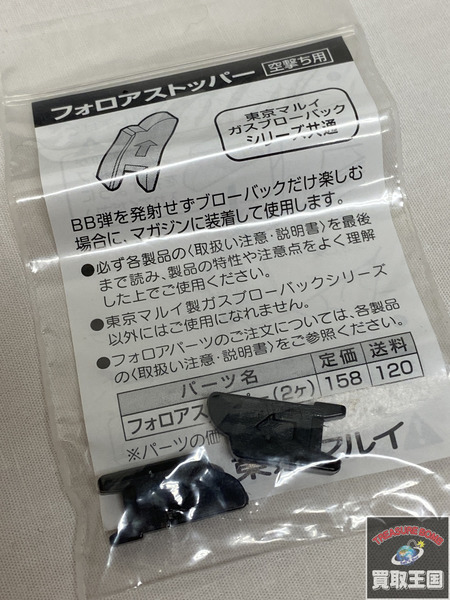 フォロアストッパー 空撃ち用
東京マルイ
ガスブローバック
シリーズ共通
BB弾を発射せずブローバックだけ楽しむ
場合に、マガジンに装着して使用します。
●必ず各製品の〈取扱い注意・説明書〉を最後
まで読み、製品の特性や注意点をよく理解
した上でご使用ください。
●東京マルイ製ガスブローバックシリーズ
以外にはご使用になれません。
●フォロアパーツのご注文については、各製品
の〈取扱い注意・説明書〉をご参照ください。
パーツ名 定価 送料
フォロアス (2ケ) 158 120
※パーツの価
東京マルイ
TREASURE BOMB
買取王国